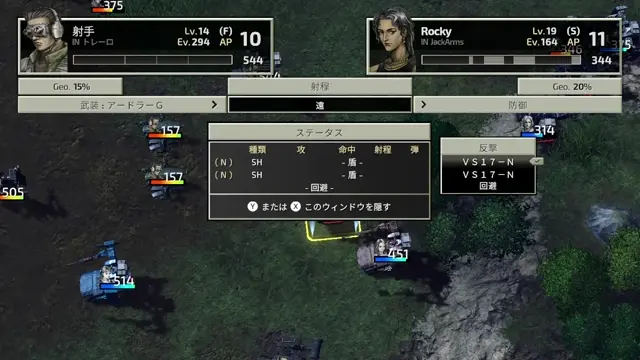 375
射手 Lv.14 (F)
IN トレーロ Ev.294 AP 10
544
Rocky Lv.19 (S)
IN JackArms Ev.164 AP 11
344
Geo. 15% 射程 Geo. 20%
武装：アードラーG 遠 防御
ステータス
種類 攻 命中 射程 弾
(N) SH - 盾 -
(N) SH - 盾 -
- 回避 -
Y または X このウィンドウを隠す
反撃
VS17-N
VS17-N
回避
157
314
157
505
451
514